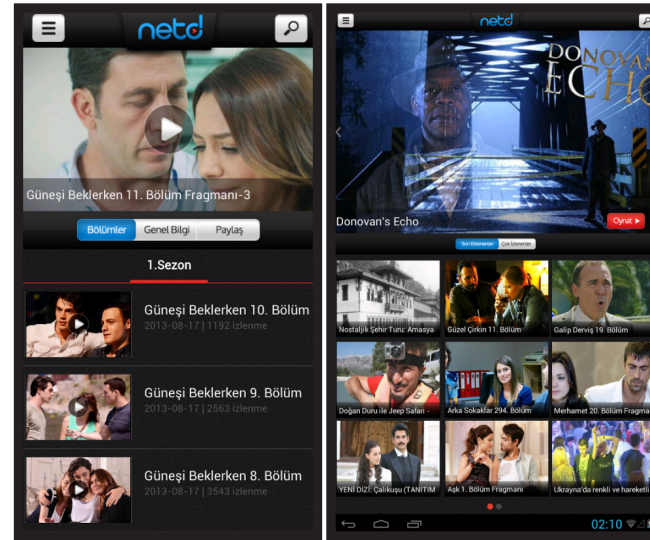 netd
Güneşi Beklerken 11. Bölüm Fragmanı-3
Bölümler
Genel Bilgi
Paylaş
1.Sezon
Güneşi Beklerken 10. Bölüm
2013-08-17 | 1192 izlenme
Güneşi Beklerken 9. Bölüm
2013-08-17 | 2563 izlenme
Güneşi Beklerken 8. Bölüm
2013-08-17 | 3543 izlenme
netd
DONOVAN
ECHO
Donovan's Echo
Oynat
Son Eklenenler
Çok İzlenenler
Nostaljik Şehir Turu: Amasya
Güzel Çirkin 11. Bölüm
Galip Derviş 19. Bölüm
Doğan Duru ile Jeep Safari -
Arka Sokaklar 294. Bölüm
Merhamet 20. Bölüm Fragma
YENİ DİZİ: Çalıkuşu (TANITIM
Aşk 1. Bölüm Fragmanı
Ukrayna'da renkli ve hareketli
02:10